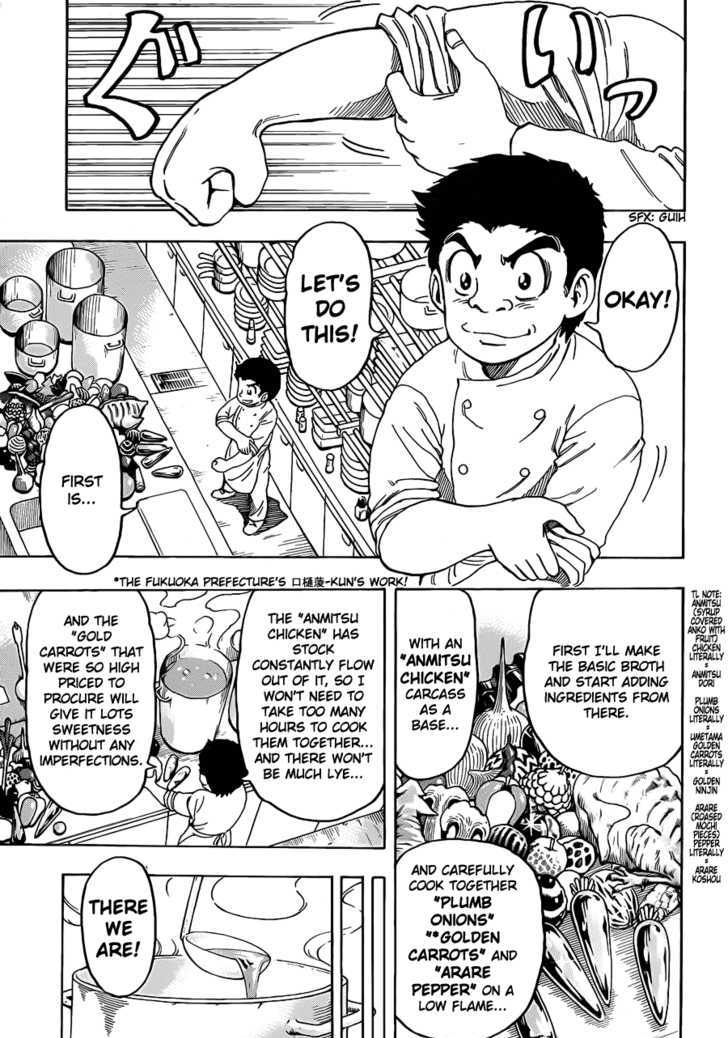 ぐいっ
SFX: GUIH
OKAY!
LET'S
DO
THIS!
FIRST
IS...
*THE FUKUOKA PREFECTURE'S 口樋蔆-KUN'S WORK!
FIRST I'LL MAKE
THE BASIC BROTH
AND START ADDING
INGREDIENTS FROM
THERE.
WITH AN
"ANMITSU
CHICKEN"
CARCASS AS
A BASE...
AND CAREFULLY
COOK TOGETHER
"PLUMB
ONIONS"
"*GOLDEN
CARROTS" AND
"ARARE
PEPPER" ON A
LOW FLAME...
TL NOTE:
ANMITSU
(SYRUP
COVERED
ANKO WITH
FRUIT)
CHICKEN
LITERALLY
=
ANMITSU
DORI
PLUMB
ONIONS
LITERALLY
=
UMETAMA
GOLDEN
CARROTS
LITERALLY
=
GOLDEN
NINJIN
ARARE
(ROASED
MOCHI
PIECES)
PEPPER
LITERALLY
=
ARARE
KOSHOU
THE "ANMITSU
CHICKEN" HAS
STOCK
CONSTANTLY FLOW
OUT OF IT, SO I
WON'T NEED TO
TAKE TOO MANY
HOURS TO COOK
THEM TOGETHER...
AND THERE WON'T
BE MUCH LYE...
AND THE
"GOLD
CARROTS" THAT
WERE SO HIGH
PRICED TO
PROCURE WILL
GIVE IT LOTS
SWEETNESS
WITHOUT ANY
IMPERFECTIONS.
THERE
WE
ARE!